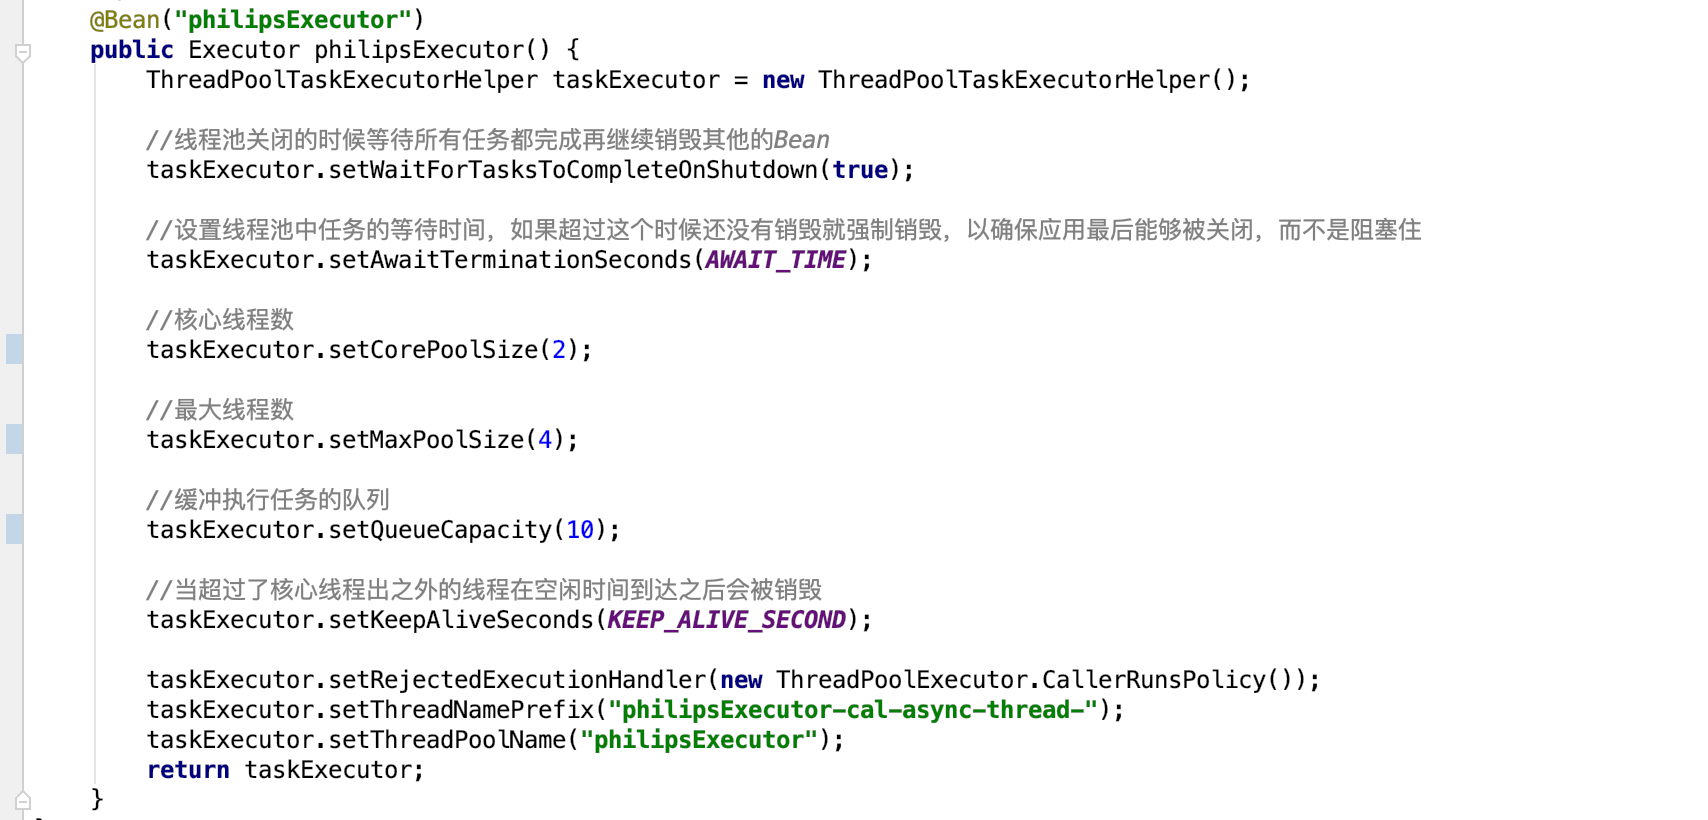 @Bean("philipsExecutor")
public Executor philipsExecutor() {
ThreadPoolTaskExecutorHelper taskExecutor = new ThreadPoolTaskExecutorHelper();
//线程池关闭的时候等待所有任务都完成再继续销毁其他的Bean
taskExecutor.setWaitForTasksToCompleteOnShutdown(true);
//设置线程池中任务的等待时间，如果超过这个时候还没有销毁就强制销毁，以确保应用最后能够被关闭，而不是阻塞住
taskExecutor.setAwaitTerminationSeconds(AWAIT_TIME);
//核心线程数
taskExecutor.setCorePoolSize(2);
//最大线程数
taskExecutor.setMaxPoolSize(4);
//缓冲执行任务的队列
taskExecutor.setQueueCapacity(10);
//当超过了核心线程出之外的线程在空闲时间到达之后会被销毁
taskExecutor.setKeepAliveSeconds(KEEP_ALIVE_SECOND);
taskExecutor.setRejectedExecutionHandler(new ThreadPoolExecutor.CallerRunsPolicy());
taskExecutor.setThreadNamePrefix("philipsExecutor-cal-async-thread-");
taskExecutor.setThreadPoolName("philipsExecutor");
return taskExecutor;
}